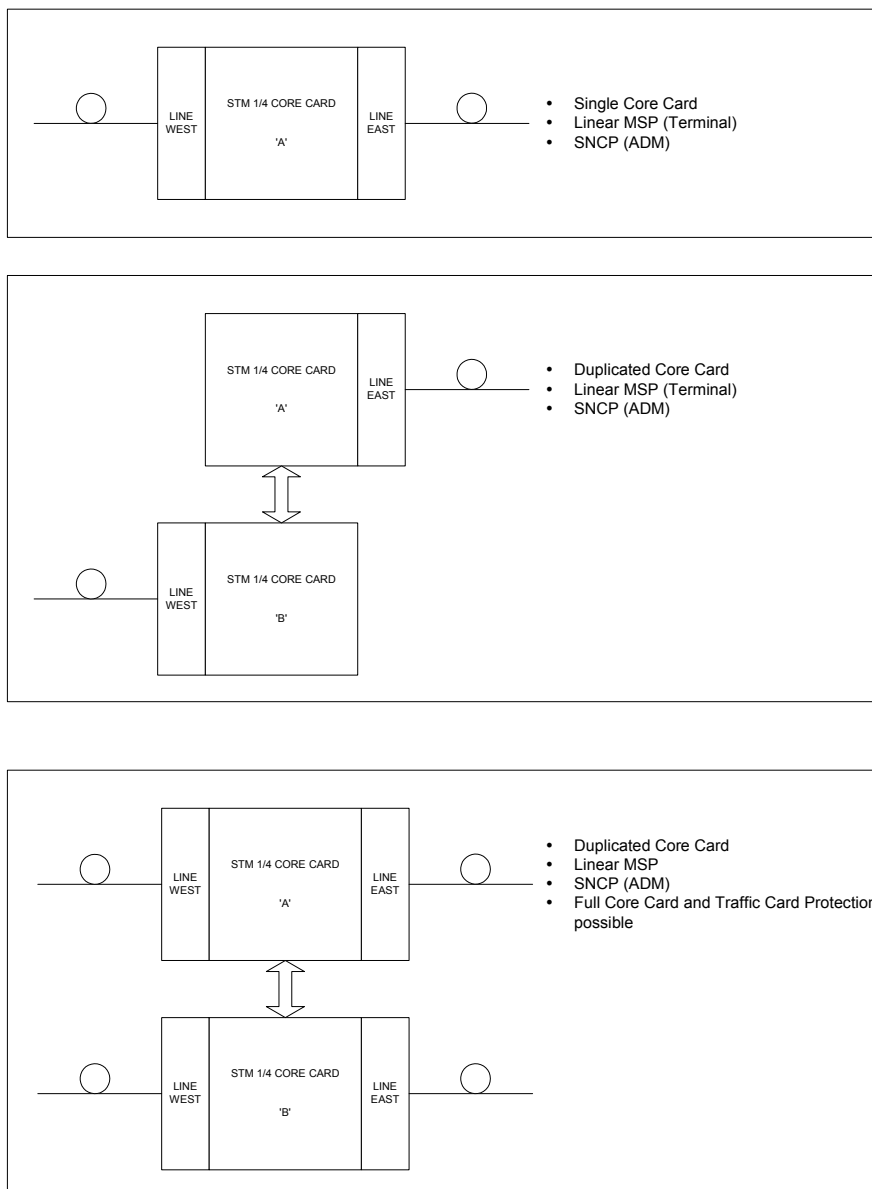 LINE
WEST
STM 1/4 CORE CARD
'A'
LINE
EAST
• Single Core Card
• Linear MSP (Terminal)
• SNCP (ADM)
STM 1/4 CORE CARD
'A'
LINE
EAST
• Duplicated Core Card
• Linear MSP (Terminal)
• SNCP (ADM)
LINE
WEST
STM 1/4 CORE CARD
'B'
LINE
WEST
STM 1/4 CORE CARD
'A'
LINE
EAST
• Duplicated Core Card
• Linear MSP
• SNCP (ADM)
• Full Core Card and Traffic Card Protection
possible
LINE
WEST
STM 1/4 CORE CARD
'B'
LINE
EAST